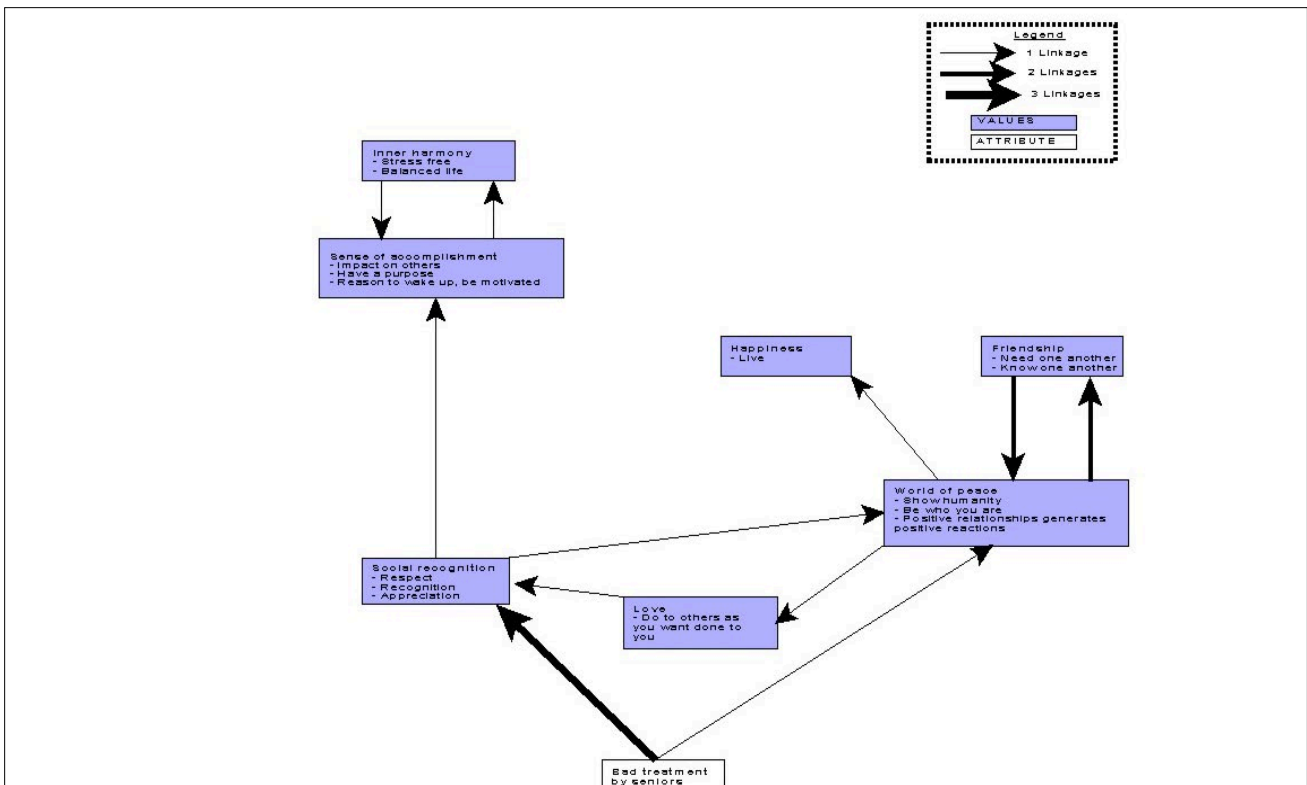 Legend
1 Linkage
2 Linkages
3 Linkages
VALUES
ATTRIBUTE
Inner harmony
- Stress free
- Balanced life
Sense of accomplishment
- Impact on others
- Have a purpose
- Reason to wake up, be motivated
Happiness
- Live
Friendship
- Need one another
- Know one another
World of peace
- Show humanity
- Be who you are
- Positive relationships generates
positive reactions
Social recognition
- Respect
- Recognition
- Appreciation
Love
- Do to others as
you want done to
you
Bad treatment
by seniors